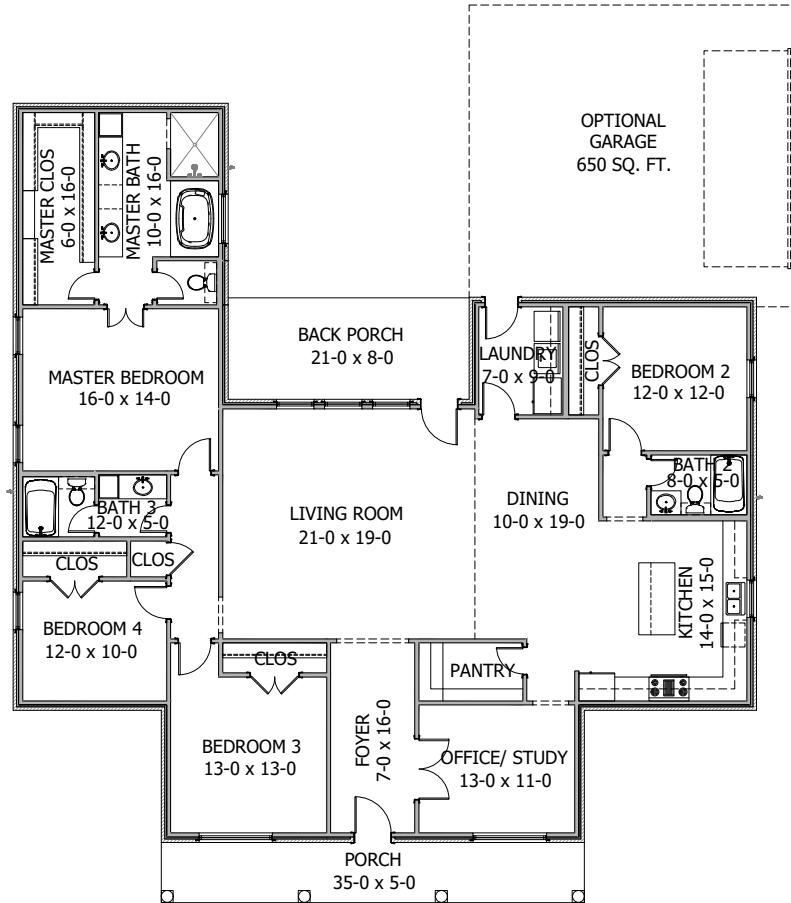 OPTIONAL
GARAGE
650 SQ. FT.
MASTER CLOS
6-0 x 16-0
MASTER BATH
10-0 x 16-0
BACK PORCH
21-0 x 8-0
LAUNDRY
7-0 x 9-0
CLOS
BEDROOM 2
12-0 x 12-0
MASTER BEDROOM
16-0 x 14-0
BATH 2
8-0 x 5-0
BATH 3
12-0 x 5-0
LIVING ROOM
21-0 x 19-0
DINING
10-0 x 19-0
CLOS
CLOS
KITCHEN
14-0 x 15-0
BEDROOM 4
12-0 x 10-0
CLOS
PANTRY
FOYER
7-0 x 16-0
BEDROOM 3
13-0 x 13-0
OFFICE/ STUDY
13-0 x 11-0
PORCH
35-0 x 5-0